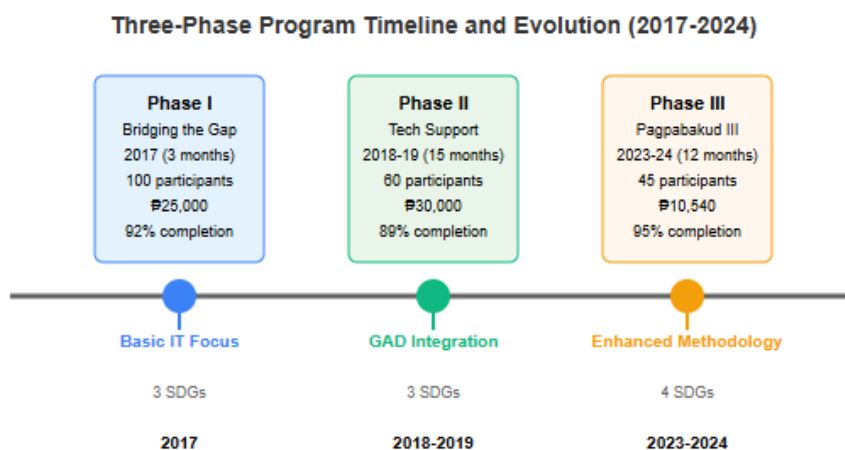 Three-Phase Program Timeline and Evolution (2017-2024)
Phase I
Bridging the Gap
2017 (3 months)
100 participants
₱25,000
92% completion
Phase II
Tech Support
2018-19 (15 months)
60 participants
₱30,000
89% completion
Phase III
Pagpabakud III
2023-24 (12 months)
45 participants
₱10,540
95% completion
Basic IT Focus
GAD Integration
Enhanced Methodology
3 SDGs
3 SDGs
4 SDGs
2017
2018-2019
2023-2024